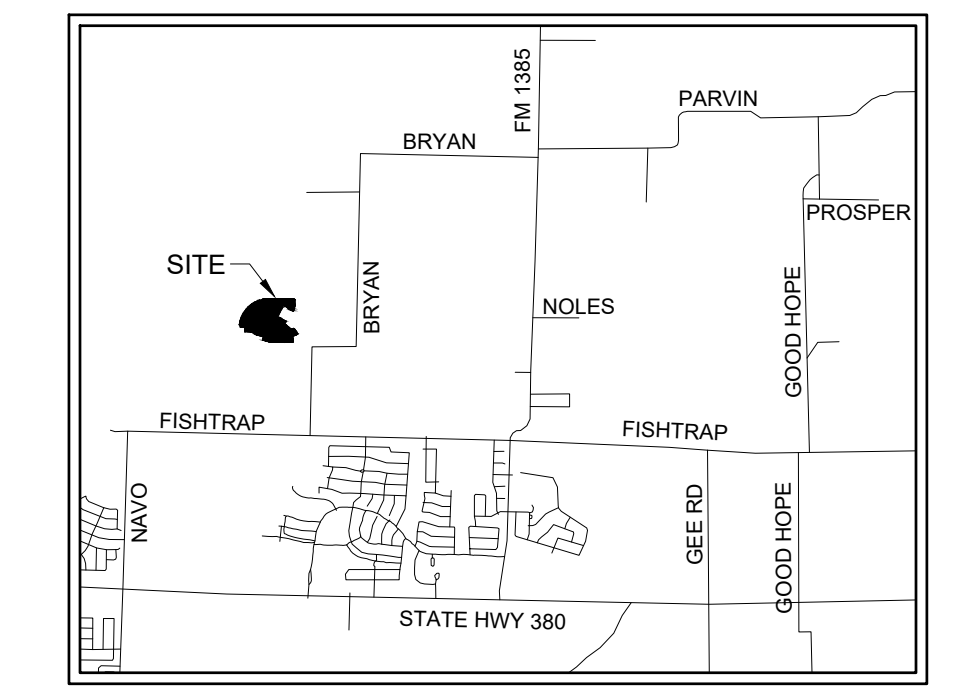 FM 1385
PARVIN
BRYAN
PROSPER
SITE
BRYAN
NOLES
GOOD HOPE
FISHTRAP
FISHTRAP
NAVO
GEE RD
GOOD HOPE
STATE HWY 380